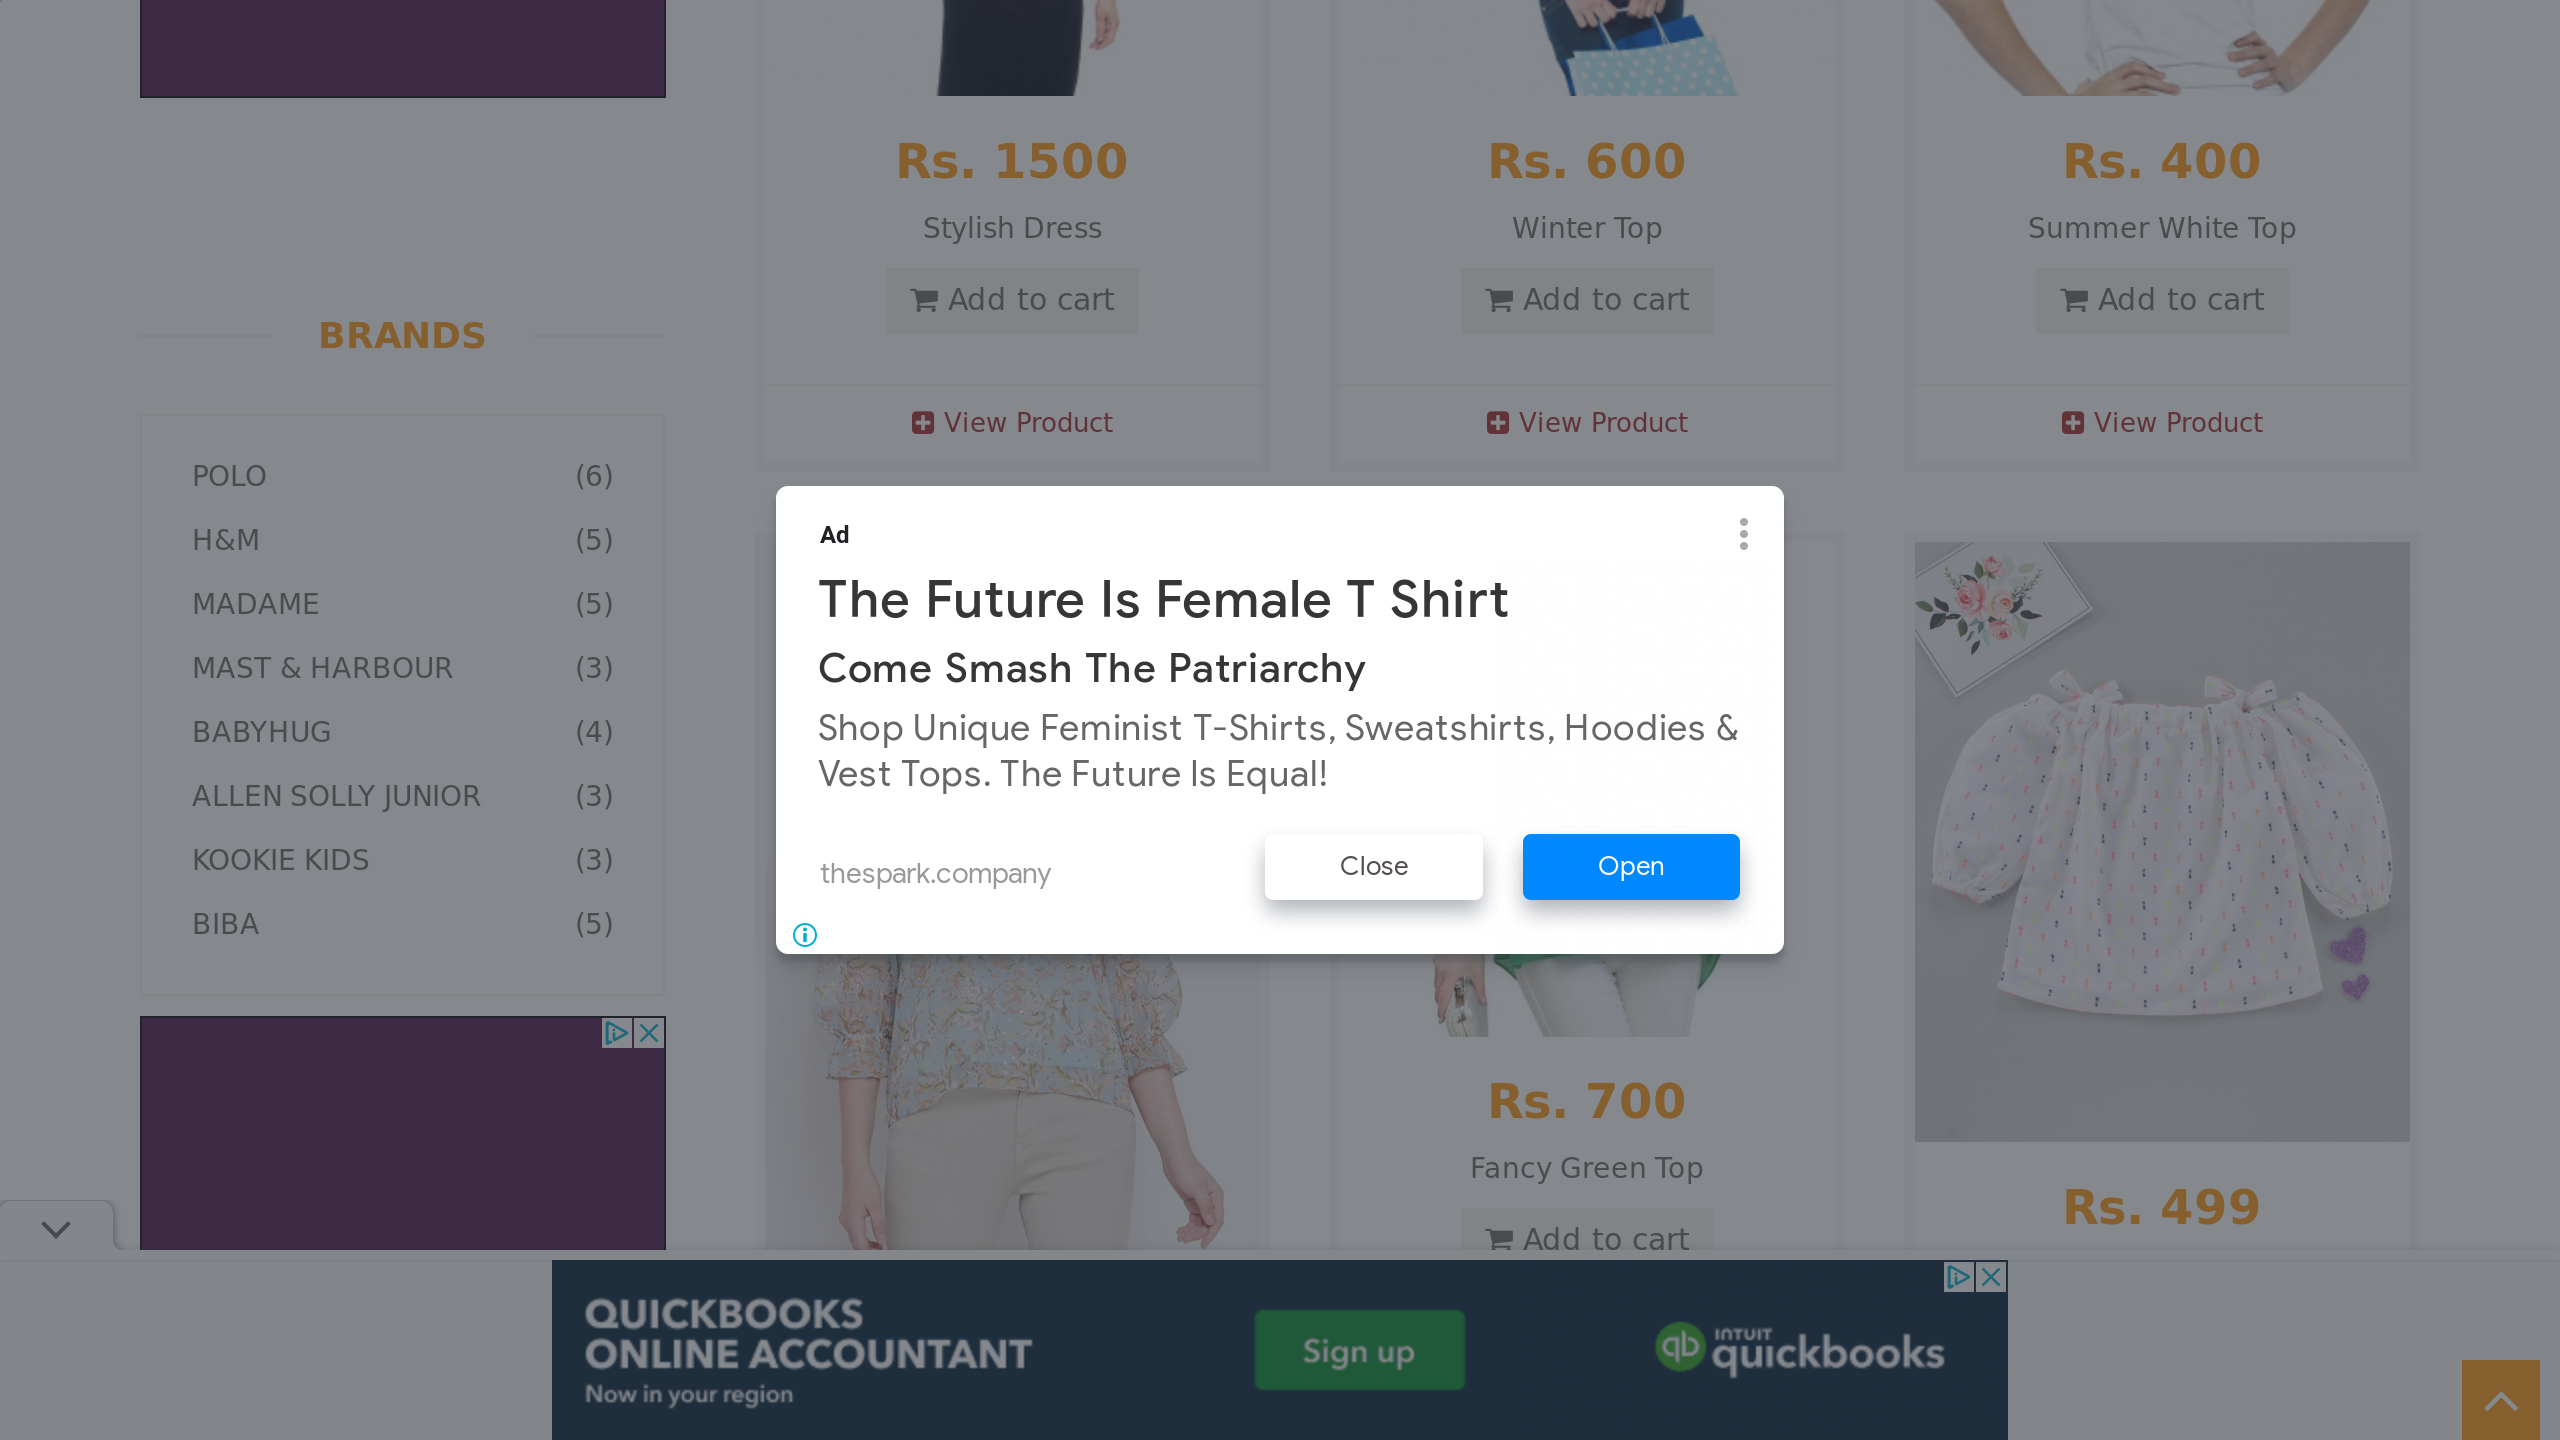 Rs. 1500
Stylish Dress
Add to cart
View Product
Rs. 600
Winter Top
Add to cart
View Product
Rs. 400
Summer White Top
Add to cart
View Product
BRANDS
POLO (6)
H&M (5)
MADAME (5)
MAST & HARBOUR (3)
BABYHUG (4)
ALLEN SOLLY JUNIOR (3)
KOOKIE KIDS (3)
BIBA (5)
Ad
The Future Is Female T Shirt
Come Smash The Patriarchy
Shop Unique Feminist T-Shirts, Sweatshirts, Hoodies &
Vest Tops. The Future Is Equal!
thespark.company
Close
Open
Rs. 700
Fancy Green Top
Add to cart
Rs. 499
QUICKBOOKS
ONLINE ACCOUNTANT
Now in your region
Sign up
qb
INTUIT
quickbooks